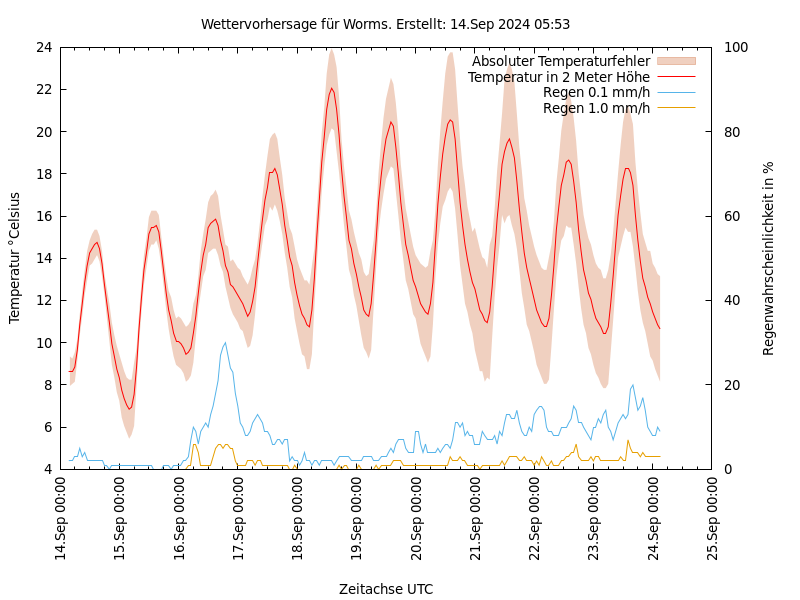 Wettervorhersage für Worms. Erstellt: 14.Sep 2024 05:53
Absoluter Temperaturfehler
Temperatur in 2 Meter Höhe
Regen 0.1 mm/h
Regen 1.0 mm/h
Temperatur °Celsius
24
22
20
18
16
14
12
10
8
6
4
100
80
60
40
20
0
Regenwahrscheinlichkeit in %
14.Sep 00:00
15.Sep 00:00
16.Sep 00:00
17.Sep 00:00
18.Sep 00:00
19.Sep 00:00
20.Sep 00:00
21.Sep 00:00
22.Sep 00:00
23.Sep 00:00
24.Sep 00:00
25.Sep 00:00
Zeitachse UTC